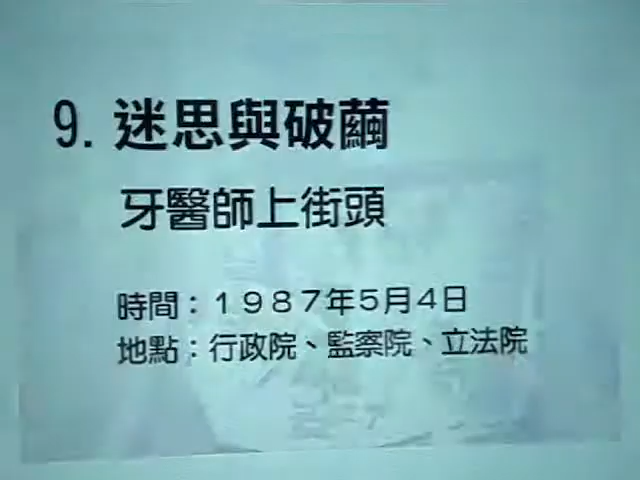 9. 迷思與破繭
牙醫師上街頭
時間：１９８７年５月４日
地點：行政院、監察院、立法院